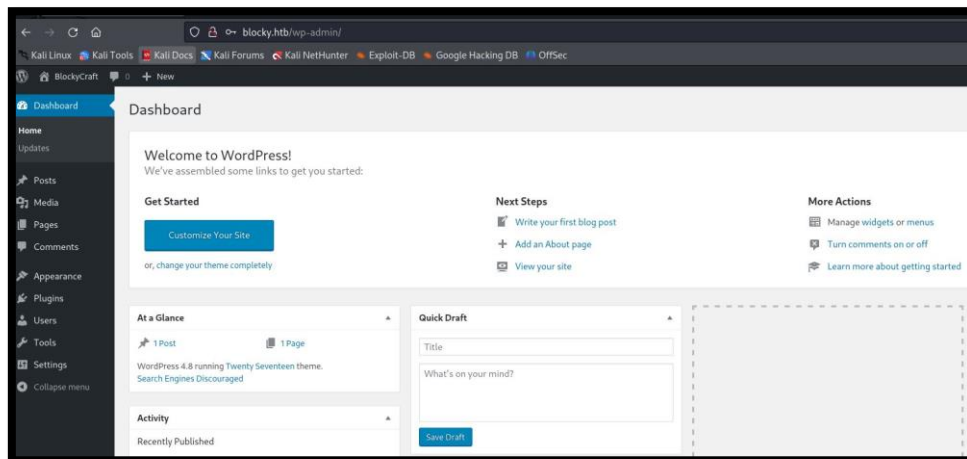 blocky.htb/wp-admin/
Kali Linux Kali Tools Kali Docs Kali Forums Kali NetHunter Exploit-DB Google Hacking DB OffSec
BlockyCraft 0 + New
Dashboard
Home
Updates
Posts
Media
Pages
Comments
Appearance
Plugins
Users
Tools
Settings
Collapse menu
Dashboard
Welcome to WordPress!
We've assembled some links to get you started:
Get Started
Customize Your Site
or, change your theme completely
Next Steps
Write your first blog post
Add an About page
View your site
More Actions
Manage widgets or menus
Turn comments on or off
Learn more about getting started
At a Glance
1 Post 1 Page
WordPress 4.8 running Twenty Seventeen theme.
Search Engines Discouraged
Activity
Recently Published
Quick Draft
Title
What's on your mind?
Save Draft